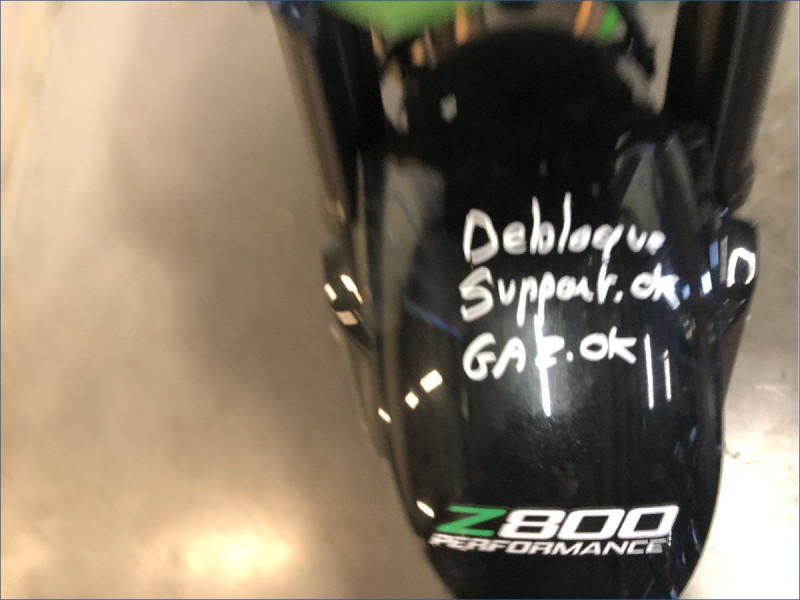 Debloque
Support.ok
GAZ.ok
Z800
PERFORMANCE